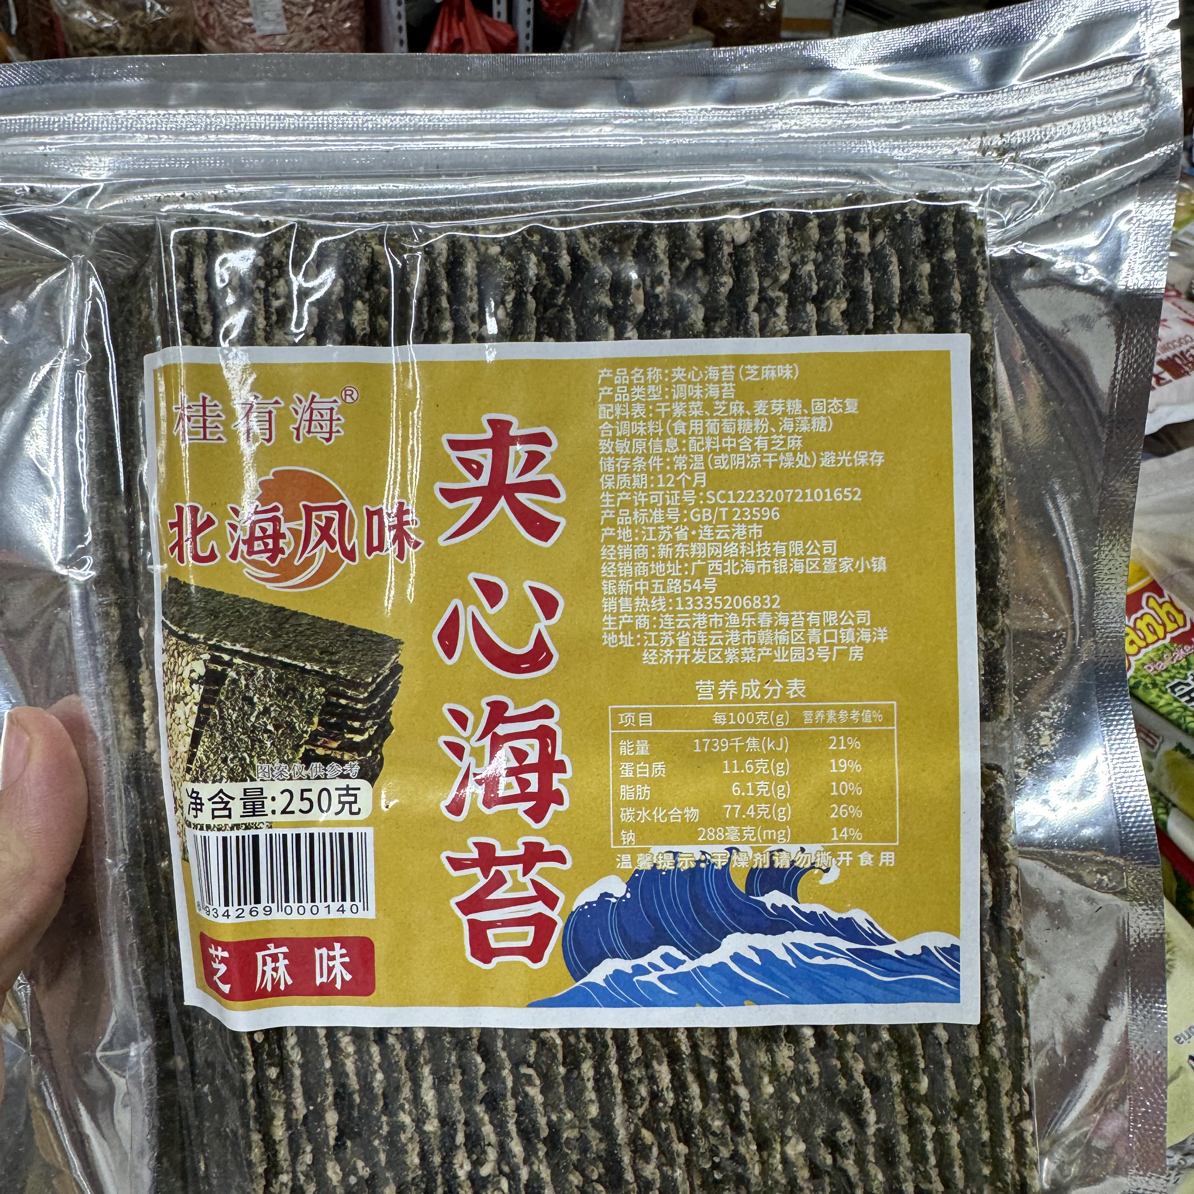 桂有海®
北海风味
夹心海苔
图案仅供参考
净含量:250克
934269 000140
芝麻味
产品名称:夹心海苔(芝麻味)
产品类型:调味海苔
配料表:干紫菜、芝麻、麦芽糖、固态复
合调味料(食用葡萄糖粉、海藻糖)
致敏原信息:配料中含有芝麻
储存条件:常温(或阴凉干燥处)避光保存
保质期:12个月
生产许可证号:SC12232072101652
产品标准号:GB/T 23596
产地:江苏省·连云港市
经销商:新东翔网络科技有限公司
经销商地址:广西北海市银海区疍家小镇
银新中五路54号
销售热线:13335206832
生产商:连云港市渔乐春海苔有限公司
地址:江苏省连云港市赣榆区青口镇海洋
经济开发区紫菜产业园3号厂房
营养成分表
项目 每100克(g) 营养素参考值%
能量 1739千焦(kJ) 21%
蛋白质 11.6克(g) 19%
脂肪 6.1克(g) 10%
碳水化合物 77.4克(g) 26%
钠 288毫克(mg) 14%
温馨提示:干燥剂请勿撕开食用
anh